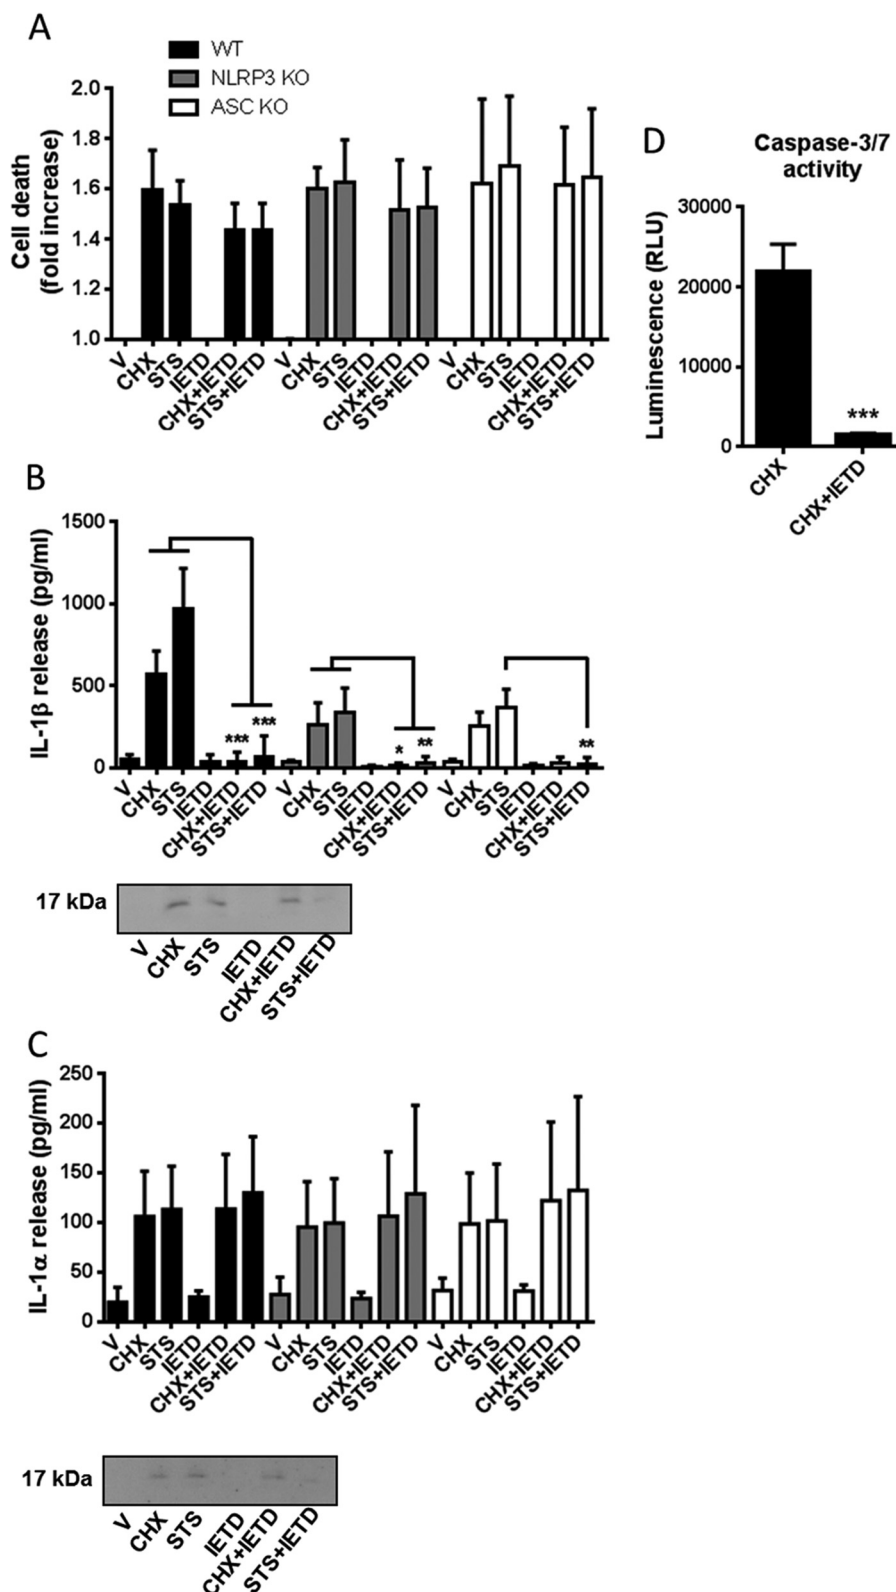 A
WT
NLRP3 KO
ASC KO
Cell death
(fold increase)
2.0
1.8
1.6
1.4
1.2
1.0
V CHX STS IETD CHX+IETD STS+IETD V CHX STS IETD CHX+IETD STS+IETD V CHX STS IETD CHX+IETD STS+IETD
D
Caspase-3/7
activity
Luminescence (RLU)
30000
20000
10000
0
***
CHX CHX+IETD
B
IL-1β release (pg/ml)
1500
1000
500
0
*** *** * ** **
V CHX STS IETD CHX+IETD STS+IETD V CHX STS IETD CHX+IETD STS+IETD V CHX STS IETD CHX+IETD STS+IETD
17 kDa
V CHX STS IETD CHX+IETD STS+IETD
C
IL-1α release (pg/ml)
250
200
150
100
50
0
V CHX STS IETD CHX+IETD STS+IETD V CHX STS IETD CHX+IETD STS+IETD V CHX STS IETD CHX+IETD STS+IETD
17 kDa
V CHX STS IETD CHX+IETD STS+IETD